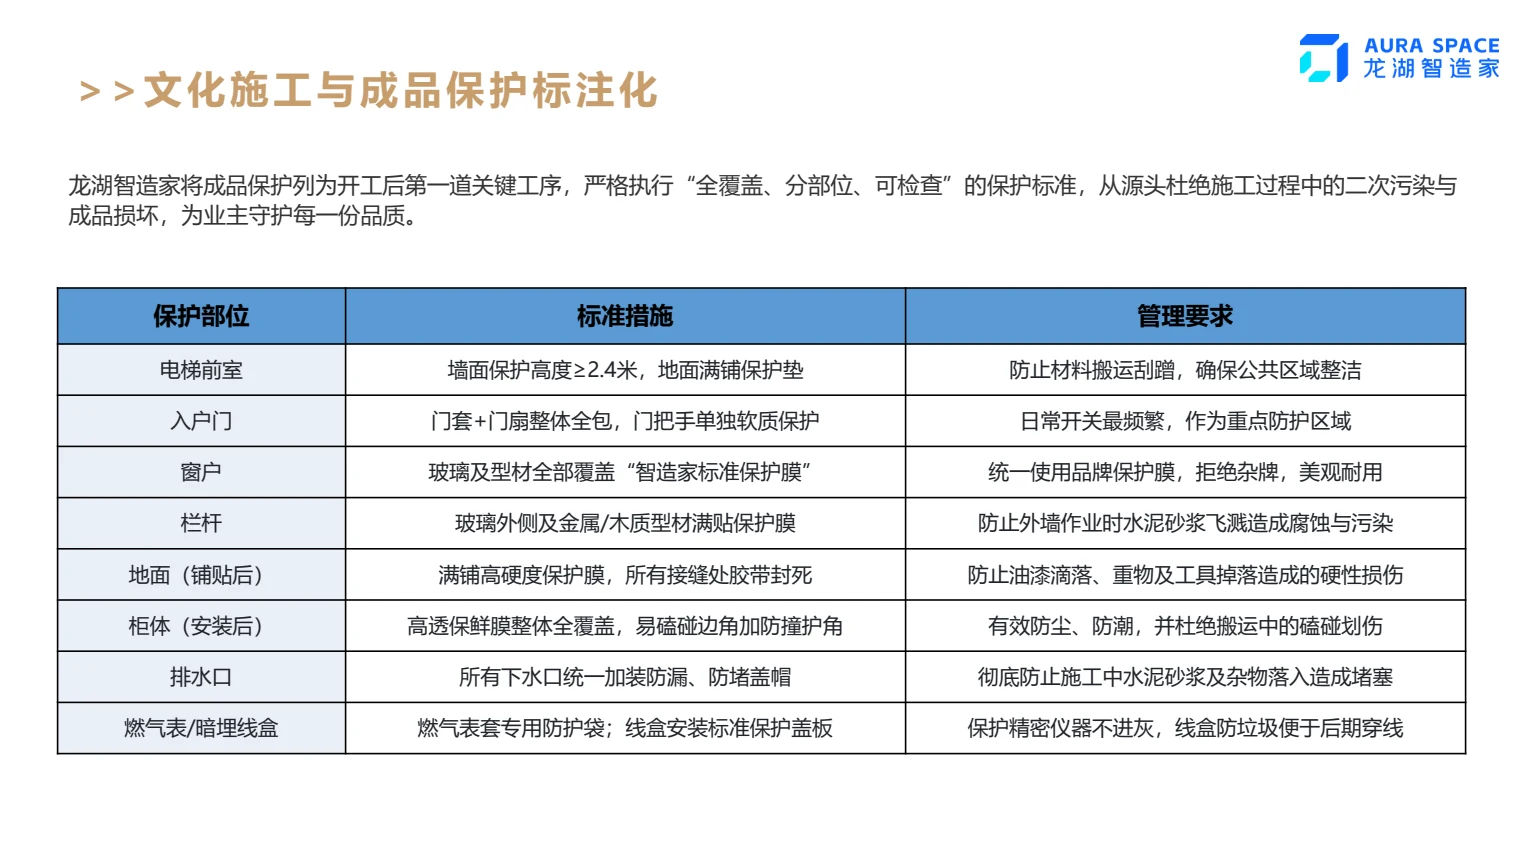 AURA SPACE
龙湖智造家
>>文化施工与成品保护标注化
龙湖智造家将成品保护列为开工后第一道关键工序，严格执行“全覆盖、分部位、可检查”的保护标准，从源头杜绝施工过程中的二次污染与
成品损坏，为业主守护每一份品质。
保护部位 标准措施 管理要求
电梯前室 墙面保护高度≥2.4米，地面满铺保护垫 防止材料搬运刮蹭，确保公共区域整洁
入户门 门套+门扇整体全包，门把手单独软质保护 日常开关最频繁，作为重点防护区域
窗户 玻璃及型材全部覆盖“智造家标准保护膜” 统一使用品牌保护膜，拒绝杂牌，美观耐用
栏杆 玻璃外侧及金属/木质型材满贴保护膜 防止外墙作业时水泥砂浆飞溅造成腐蚀与污染
地面（铺贴后） 满铺高硬度保护膜，所有接缝处胶带封死 防止油漆滴落、重物及工具掉落造成的硬性损伤
柜体（安装后） 高透保鲜膜整体全覆盖，易磕碰边角加防撞护角 有效防尘、防潮，并杜绝搬运中的磕碰划伤
排水口 所有下水口统一加装防漏、防堵盖帽 彻底防止施工中水泥砂浆及杂物落入造成堵塞
燃气表/暗埋线盒 燃气表套专用防护袋；线盒安装标准保护盖板 保护精密仪器不进灰，线盒防垃圾便于后期穿线